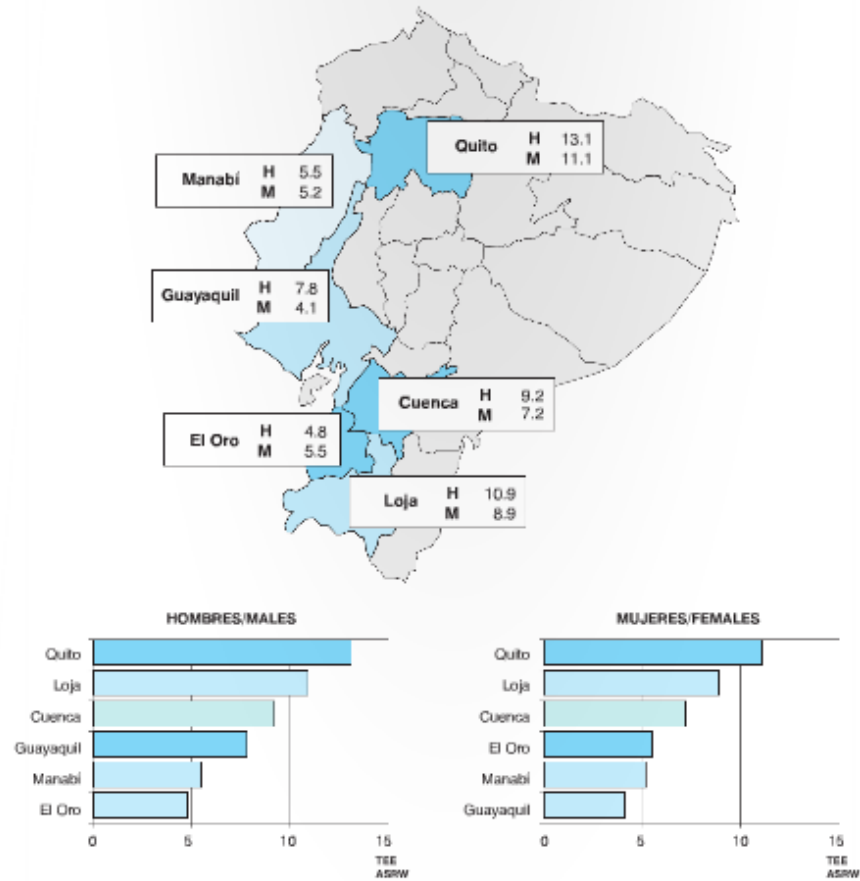 Quito H 13.1
M 11.1
Manabí H 5.5
M 5.2
Guayaquil H 7.8
M 4.1
Cuenca H 9.2
M 7.2
El Oro H 4.8
M 5.5
Loja H 10.9
M 8.9
HOMBRES/MALES
Quito
Loja
Cuenca
Guayaquil
Manabí
El Oro
0 5 10 15
TEE
ASRW
MUJERES/FEMALES
Quito
Loja
Cuenca
El Oro
Manabí
Guayaquil
0 5 10 15
TEE
ASRW